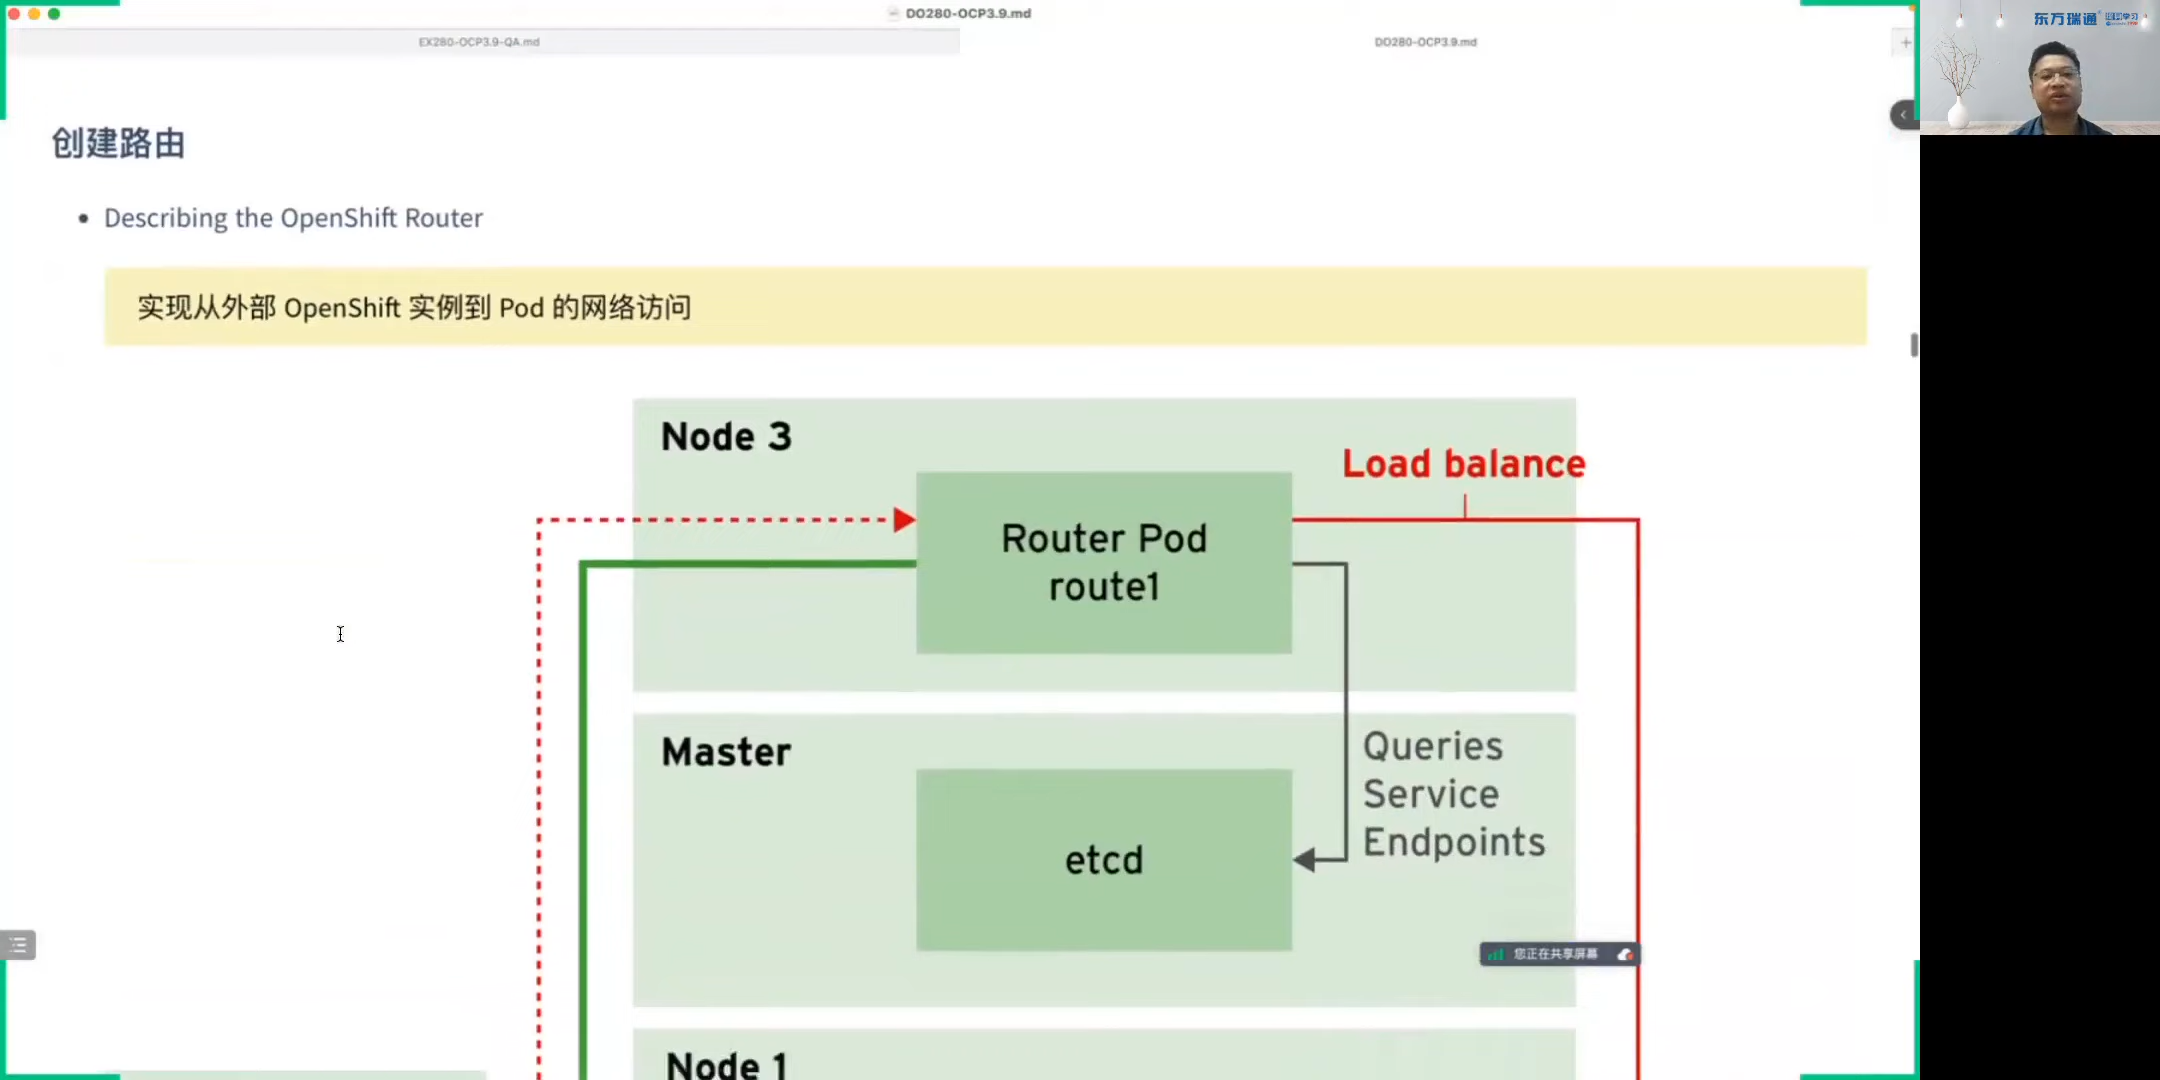 DO280-OCP3.9.md
EX280-OCP3.9-QA.md
DO280-OCP3.9.md
东方瑞通
创建路由
Describing the OpenShift Router
实现从外部 OpenShift 实例到 Pod 的网络访问
Node 3
Load balance
Router Pod
route1
Master
Queries
Service
Endpoints
etcd
您正在共享屏幕
Node 1